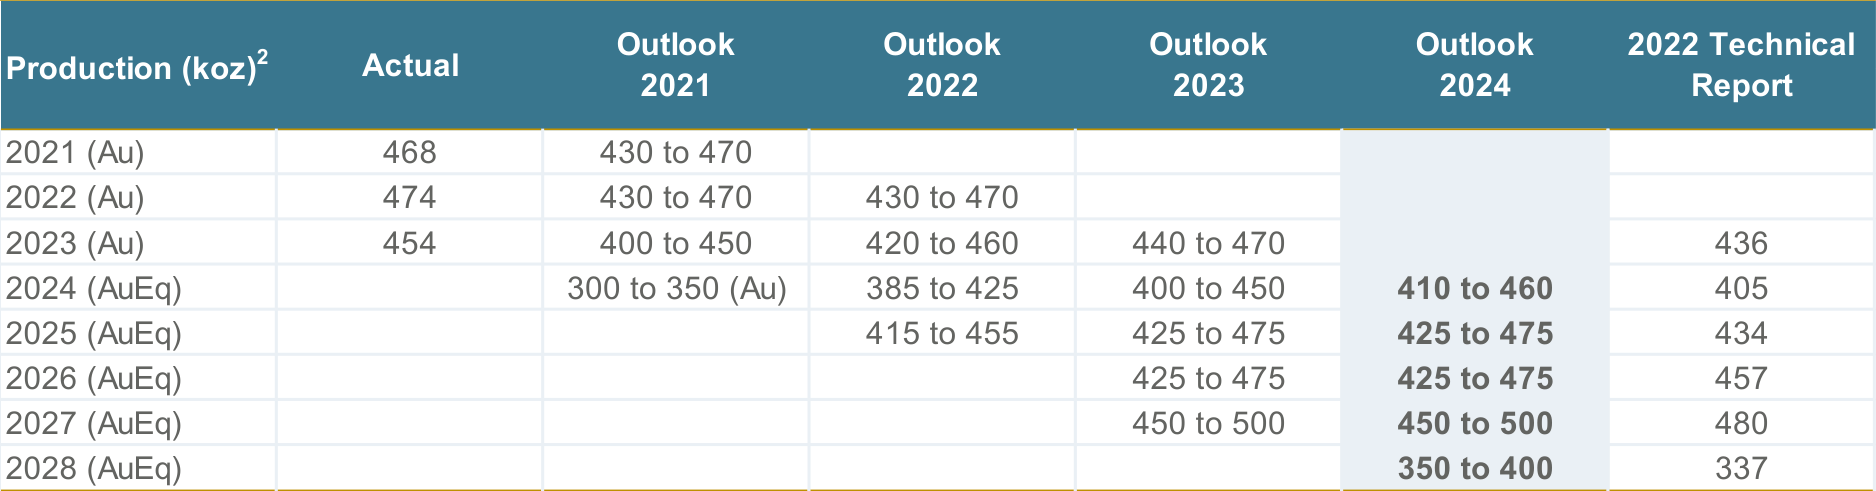 Production (koz)2 Actual Outlook 2021 Outlook 2022 Outlook 2023 Outlook 2024 2022 Technical Report
2021 (Au) 468 430 to 470
2022 (Au) 474 430 to 470 430 to 470
2023 (Au) 454 400 to 450 420 to 460 440 to 470 436
2024 (AuEq) 300 to 350 (Au) 385 to 425 400 to 450 410 to 460 405
2025 (AuEq) 415 to 455 425 to 475 425 to 475 434
2026 (AuEq) 425 to 475 425 to 475 457
2027 (AuEq) 450 to 500 450 to 500 480
2028 (AuEq) 350 to 400 337